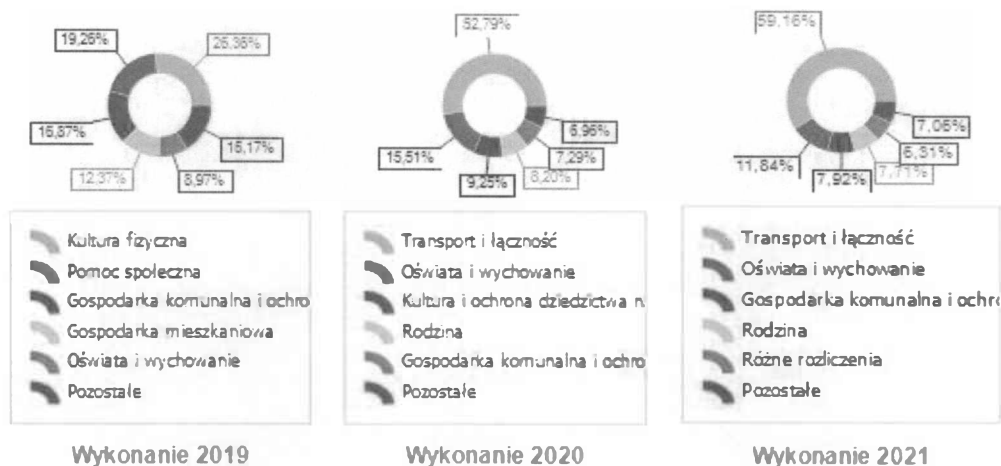 19,26%
26,36%
16,87%
12,37%
8,97%
16,17%
Kultura fizyczna
Pomoc społeczna
Gospodarka komunalna i ochro
Gospodarka mieszkaniowa
Oświata i wychowanie
Pozostałe
Wykonanie 2019
52,79%
15,51%
9,25%
8,20%
7,29%
6,96%
Transport i łączność
Oświata i wychowanie
Kultura i ochrona dziedzictwa n
Rodzina
Gospodarka komunalna i ochro
Pozostałe
Wykonanie 2020
59,16%
11,84%
7,92%
7,71%
6,31%
7,06%
Transport i łączność
Oświata i wychowanie
Gospodarka komunalna i ochro
Rodzina
Różne rozliczenia
Pozostałe
Wykonanie 2021